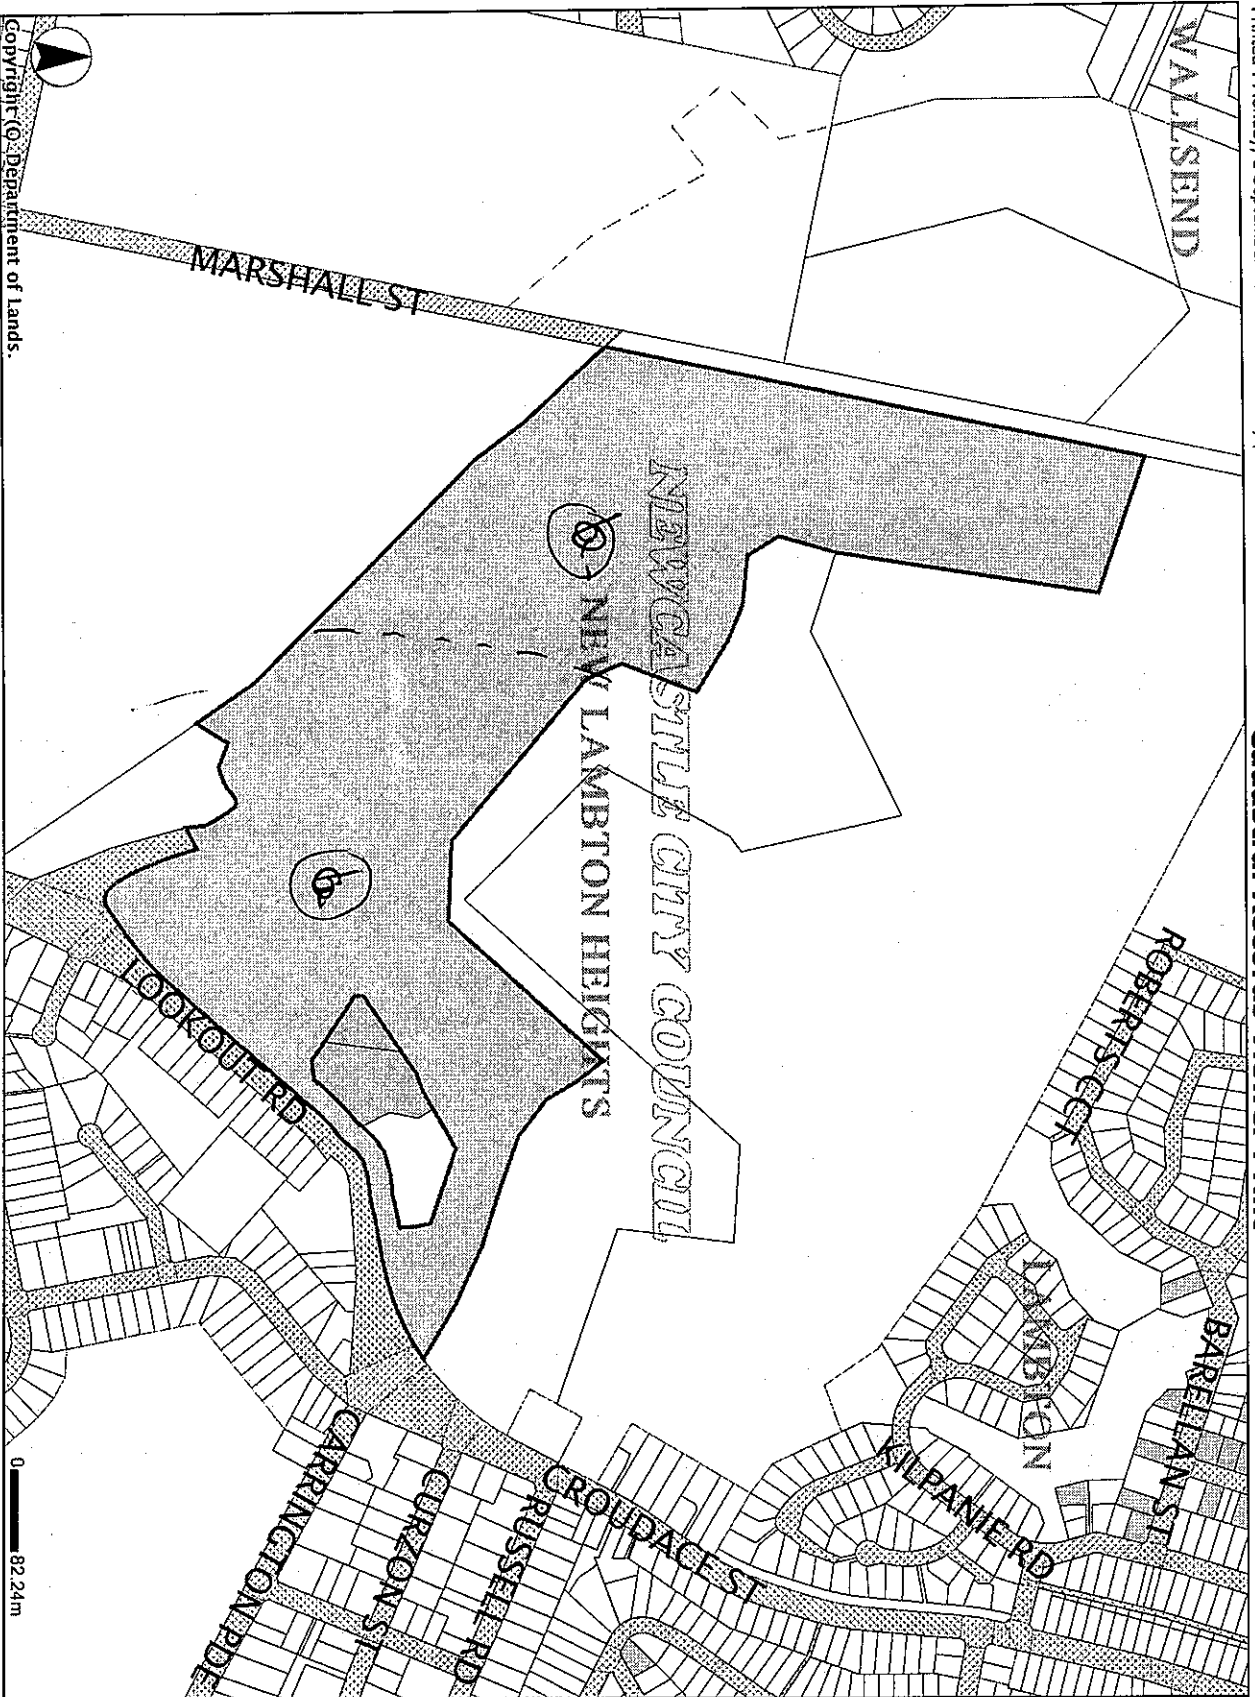 WALLSEND
NEWCASTLE CITY COUNCIL
NEW LAMBTON HEIGHTS
LAMBTON
MARSHALL ST
LOOKOUT RD
ROBERTS CCT
BARELLAN ST
KILPANIE RD
CROUDACE ST
RUSSELL RD
CURZON ST
CARRINGTON PDE
0 82.24m
Copyright (©) Department of Lands.